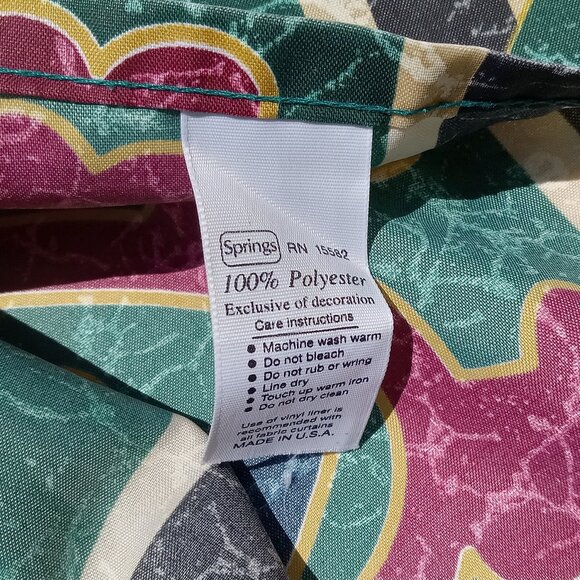 Springs RN 15582
100% Polyester
Exclusive of decoration
Care instructions
• Machine wash warm
• Do not bleach
• Do not rub or wring
• Line dry
• Touch up warm iron
• Do not dry clean
Use of vinyl liner is
recommended with
all fabric curtains
MADE IN U.S.A.